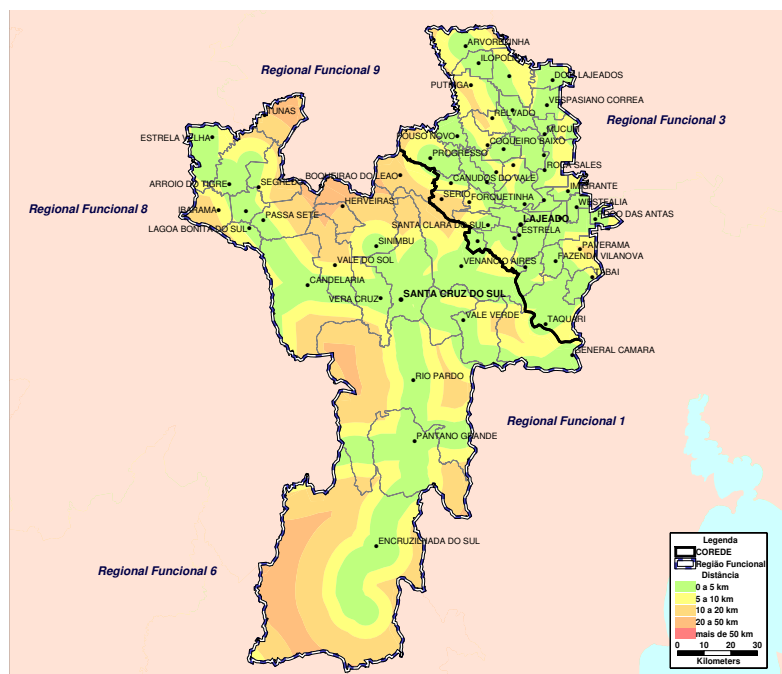 ARVOREZINHA
ILOPOLIS
Regional Funcional 9
DOIS LAJEADOS
PUTINGA
VESPASIANO CORREA
TUNAS
RELVADO
Regional Funcional 3
MUCUM
ESTRELA VELHA
POUSO NOVO
COQUEIRO BAIXO
PROGRESSO
ROCA SALES
BOQUEIRAO DO LEAO
CANUDOS DO VALE
ARROIO DO TIGRE
SEGREDO
IMIGRANTE
SERIO
FORQUETINHA
WESTFALIA
Regional Funcional 8
IBARAMA
HERVEIRAS
PASSA SETE
LAJEADO
POCO DAS ANTAS
LAGOA BONITA DO SUL
SANTA CLARA DO SUL
ESTRELA
SINIMBU
PAVERAMA
VALE DO SOL
VENANCIO AIRES
FAZENDA VILANOVA
TABAI
CANDELARIA
VERA CRUZ
SANTA CRUZ DO SUL
VALE VERDE
TAQUARI
GENERAL CAMARA
RIO PARDO
Regional Funcional 1
PANTANO GRANDE
ENCRUZILHADA DO SUL
Regional Funcional 6
Legenda
COREDE
Região Funcional
Distância
0 a 5 km
5 a 10 km
10 a 20 km
20 a 50 km
mais de 50 km
0 10 20 30
Kilometers